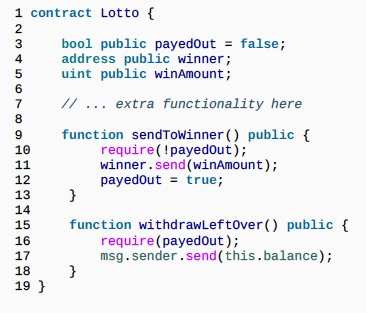 1 contract Lotto {
2
3     bool public payedOut = false;
4     address public winner;
5     uint public winAmount;
6
7     // ... extra functionality here
8
9     function sendToWinner() public {
10         require(!payedOut);
11         winner.send(winAmount);
12         payedOut = true;
13     }
14
15     function withdrawLeftOver() public {
16         require(payedOut);
17         msg.sender.send(this.balance);
18     }
19 }